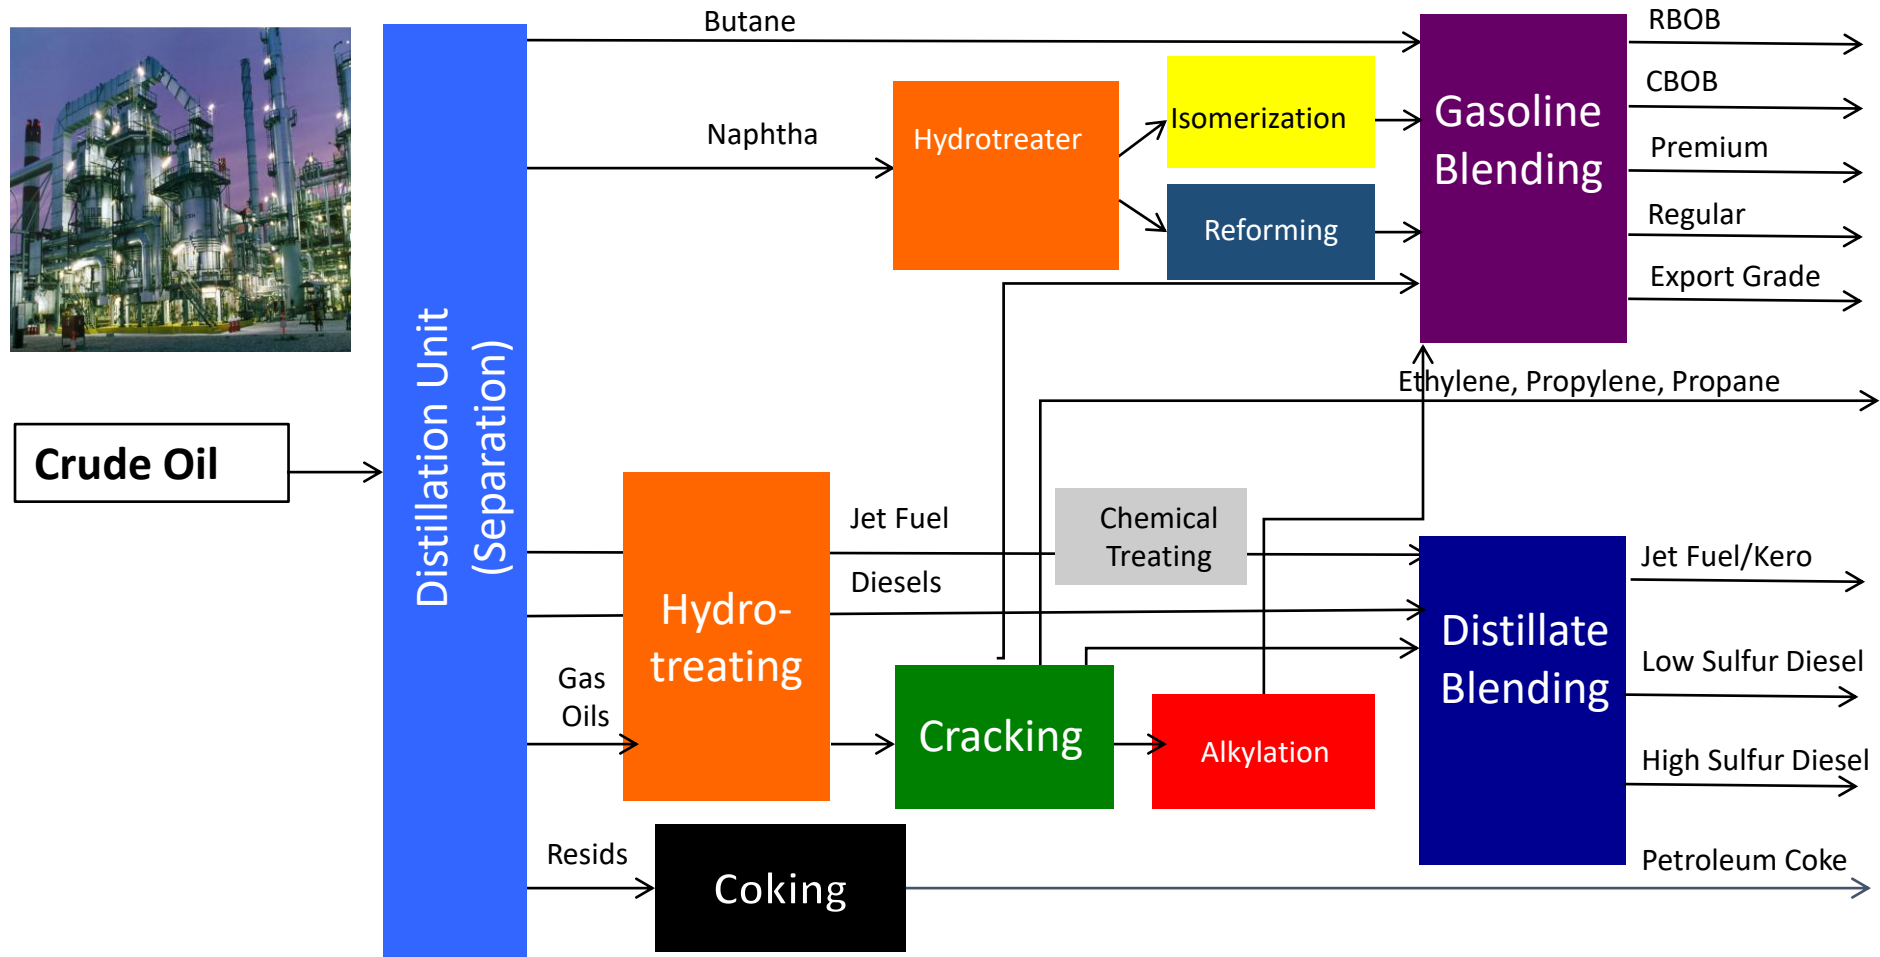 Butane
RBOB
CBOB
Naphtha
Hydrotreater
Isomerization
Reforming
Gasoline
Blending
Premium
Regular
Export Grade
Ethylene, Propylene, Propane
Crude Oil
Distillation Unit
(Separation)
Jet Fuel
Diesels
Hydro-
treating
Gas
Oils
Chemical
Treating
Cracking
Alkylation
Distillate
Blending
Jet Fuel/Kero
Low Sulfur Diesel
High Sulfur Diesel
Resids
Coking
Petroleum Coke